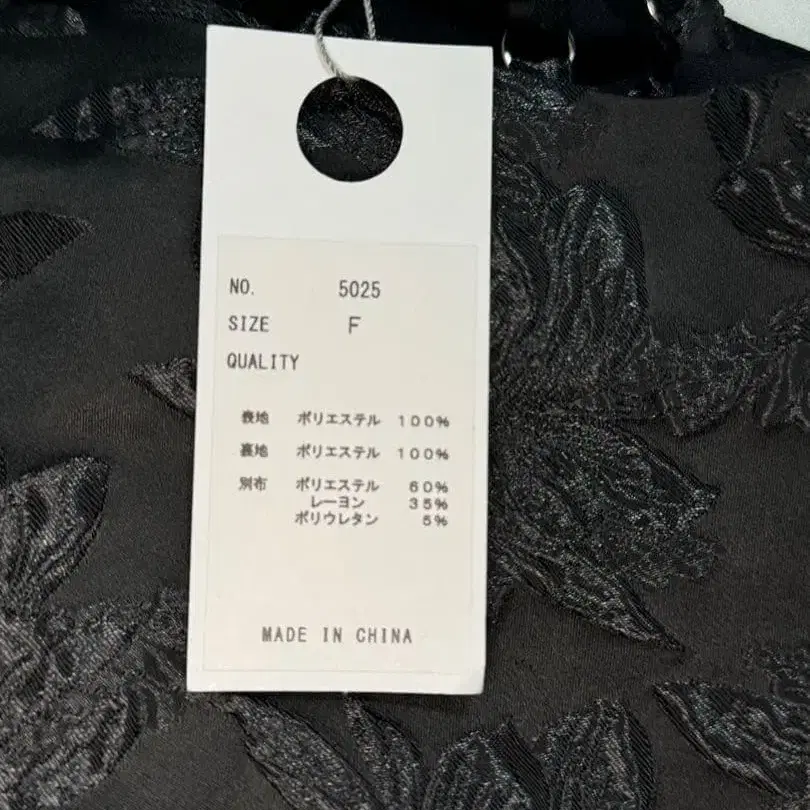 NO. 5025
SIZE F
QUALITY
表地 ポリエステル 100%
裏地 ポリエステル 100%
別布 ポリエステル 60%
レーヨン 35%
ポリウレタン 5%
MADE IN CHINA